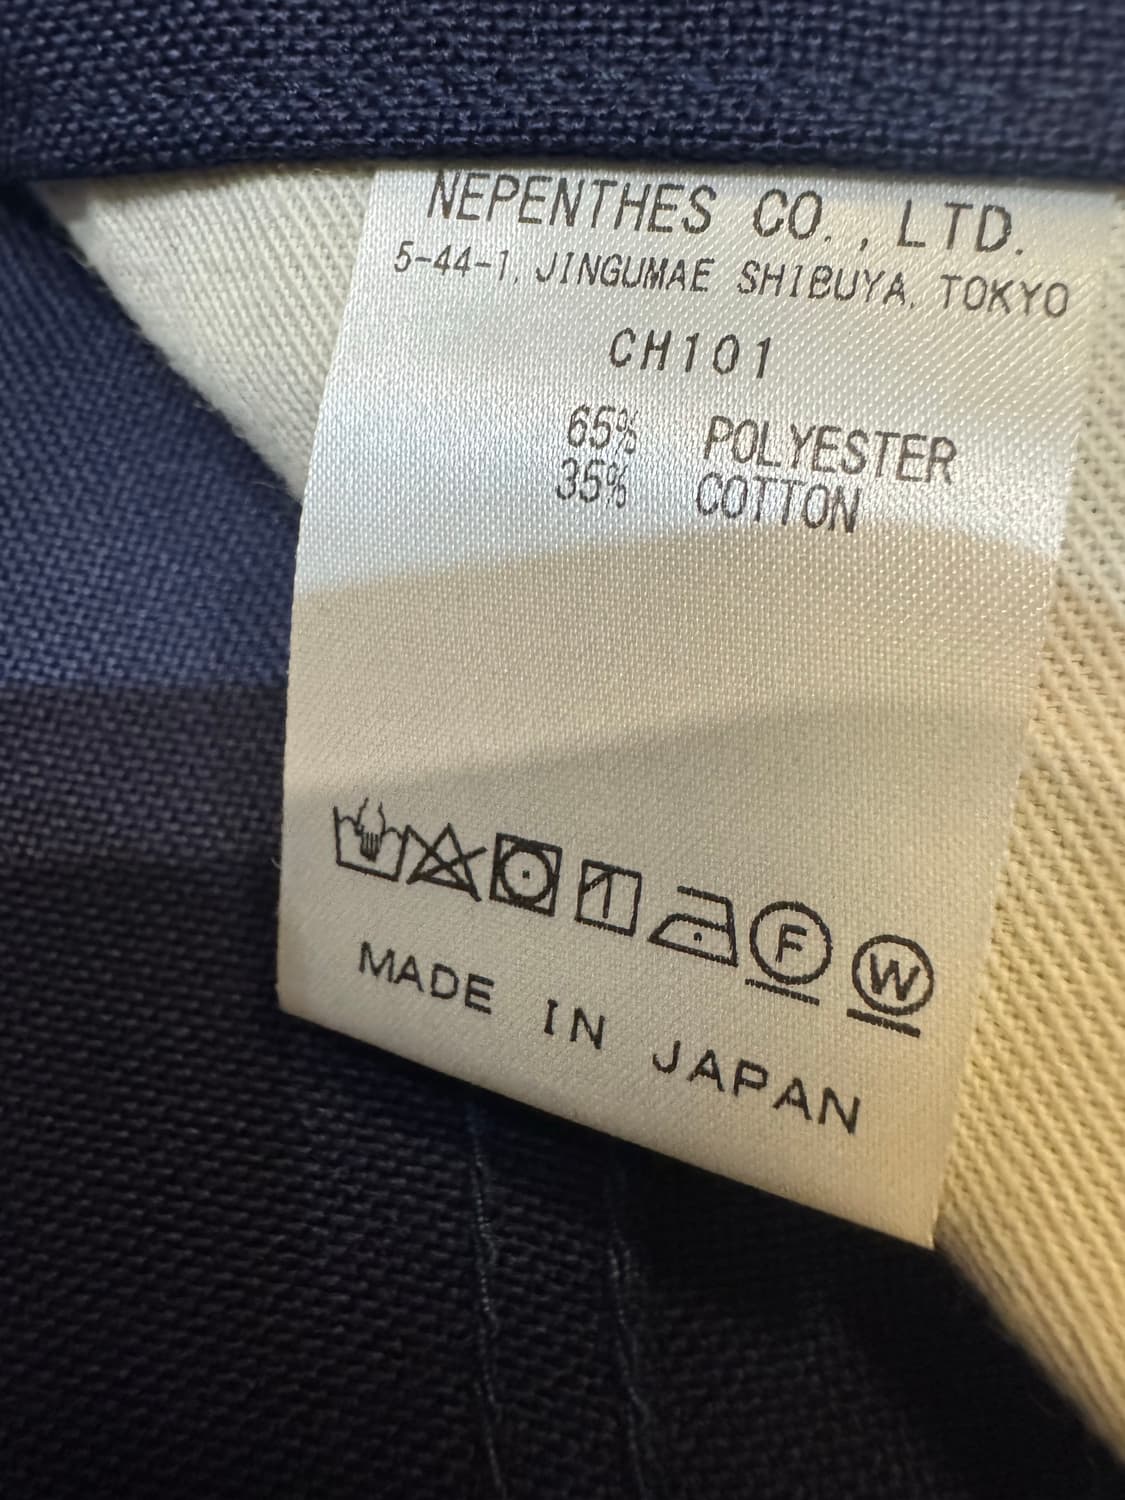 NEPENTHES CO., LTD.
5-44-1, JINGUMAE SHIBUYA, TOKYO
CH101
65% POLYESTER
35% COTTON
F W
MADE IN JAPAN